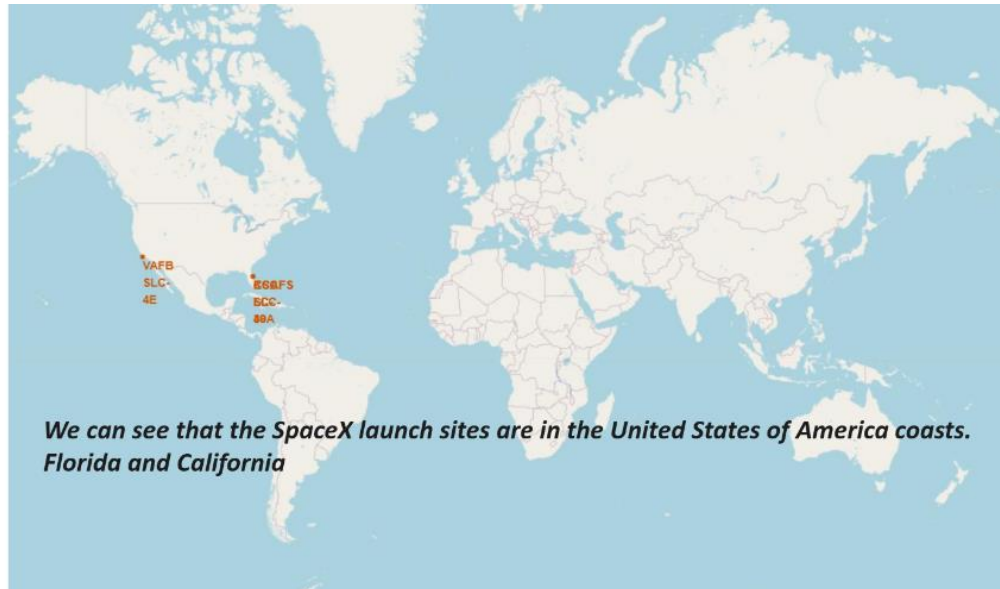 VAFB
SLC-
4E
We can see that the SpaceX launch sites are in the United States of America coasts.
Florida and California